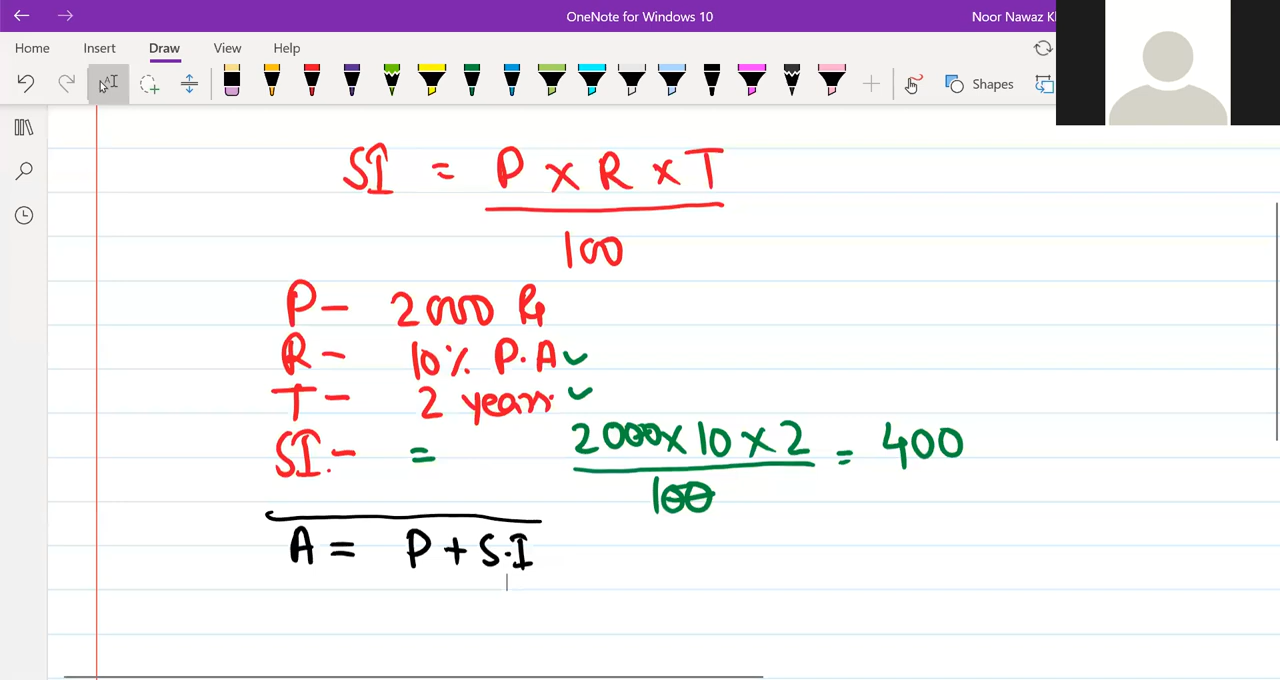 OneNote for Windows 10
Noor Nawaz Kh
Home Insert Draw View Help
Shapes
SI = P x R x T
100
P- 2000 Rs
R- 10% P.A
T- 2 years.
SI.- = 2000 x 10 x 2 = 400
100
A = P + S.I